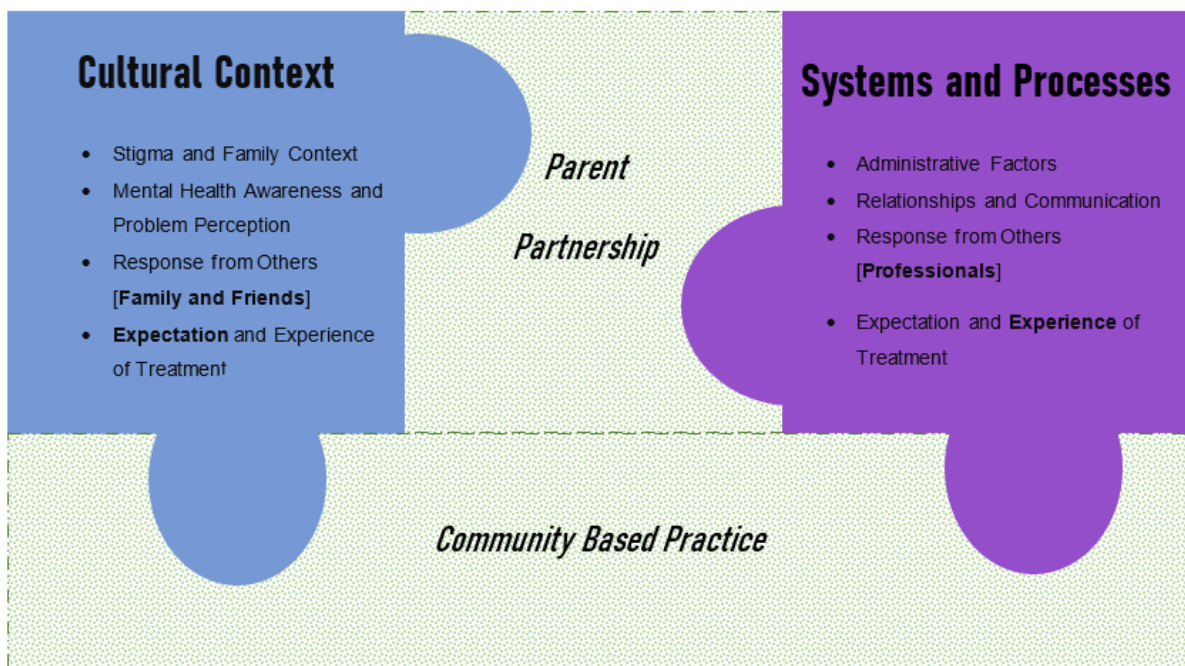 Cultural Context
• Stigma and Family Context
• Mental Health Awareness and
Problem Perception
• Response from Others
[Family and Friends]
• Expectation and Experience
of Treatment
Parent
Partnership
Systems and Processes
• Administrative Factors
• Relationships and Communication
• Response from Others
[Professionals]
• Expectation and Experience of
Treatment
Community Based Practice